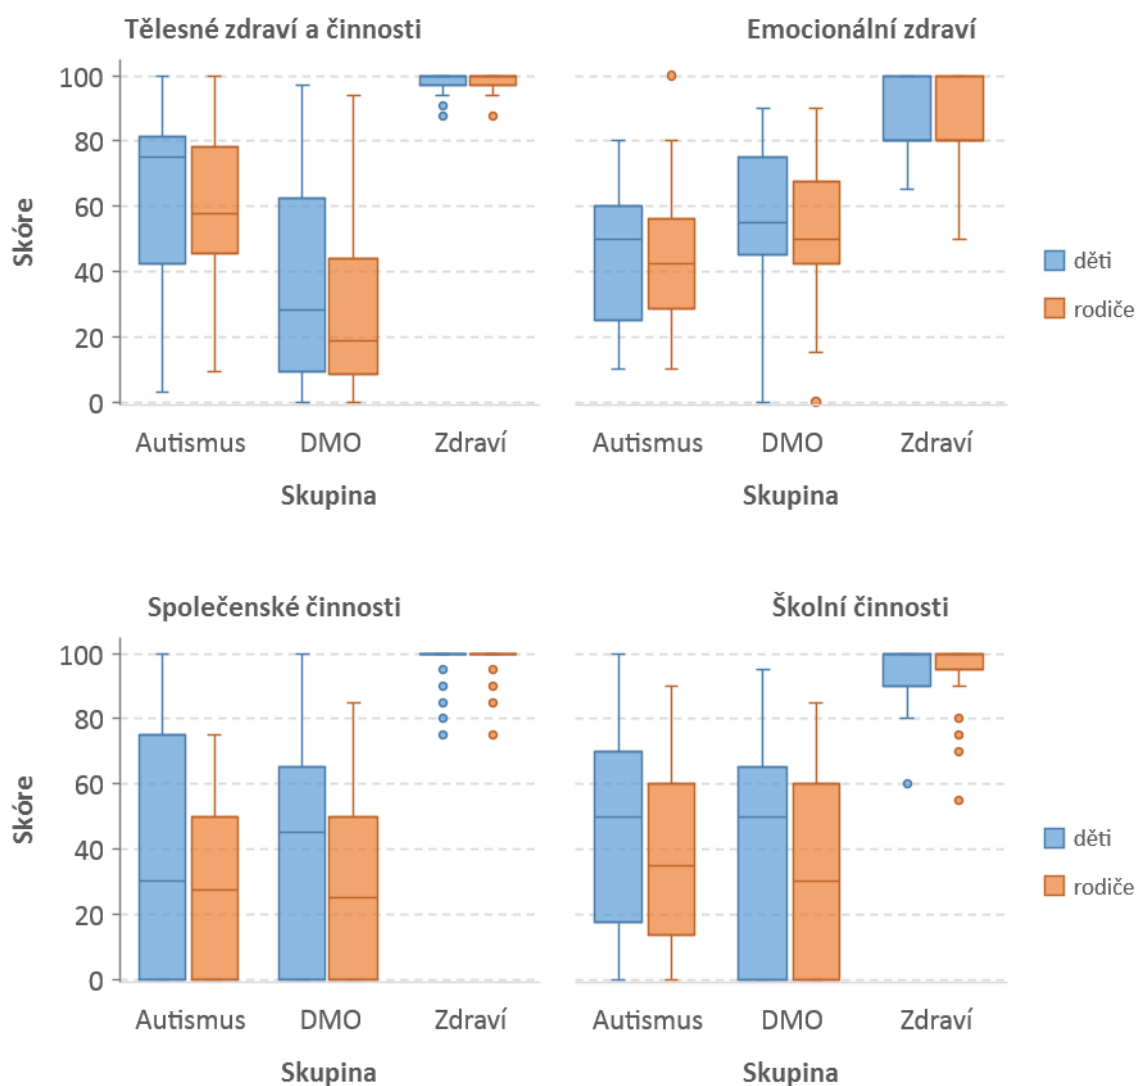 Tělesné zdraví a činnosti
Emocionální zdraví
100
80
60
40
20
0
Skóre
Autismus DMO Zdraví
Autismus DMO Zdraví
Skupina
Skupina
děti
rodiče
Společenské činnosti
Školní činnosti
100
80
60
40
20
0
Skóre
Autismus DMO Zdraví
Autismus DMO Zdraví
Skupina
Skupina
děti
rodiče